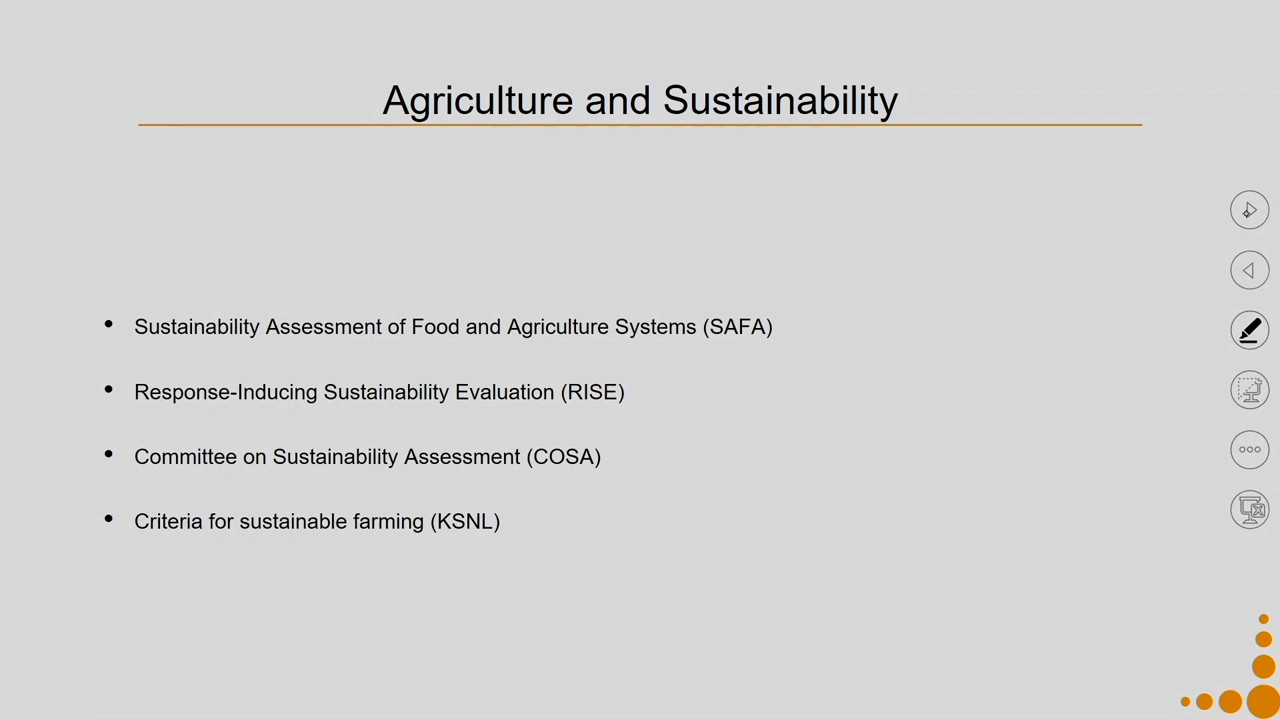 Agriculture and Sustainability
• Sustainability Assessment of Food and Agriculture Systems (SAFA)
• Response-Inducing Sustainability Evaluation (RISE)
• Committee on Sustainability Assessment (COSA)
• Criteria for sustainable farming (KSNL)